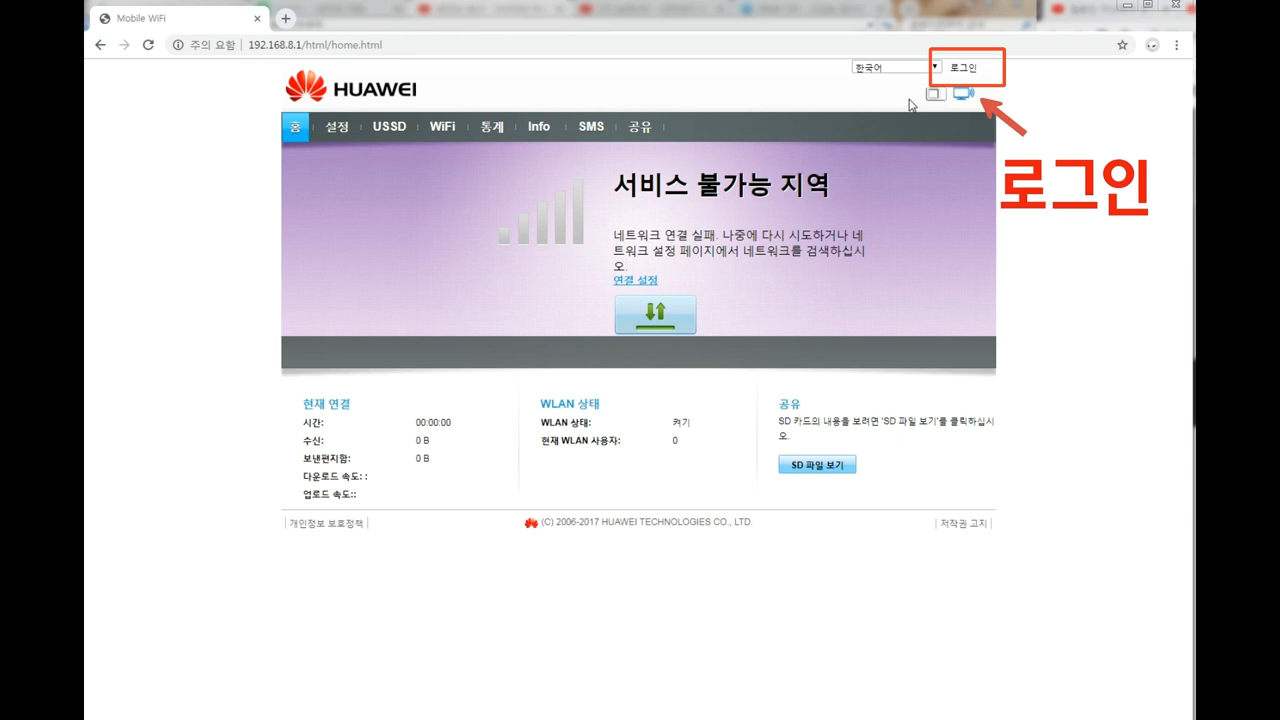 Mobile WiFi
주의 요함 | 192.168.8.1/html/home.html
한국어
로그인
HUAWEI
홈 설정 USSD WiFi 통계 Info SMS 공유
로그인
서비스 불가능 지역
네트워크 연결 실패. 나중에 다시 시도하거나 네
트워크 설정 페이지에서 네트워크를 검색하십시
오.
연결 설정
현재 연결
시간: 00:00:00
수신: 0 B
보낸편지함: 0 B
다운로드 속도: :
업로드 속도::
WLAN 상태
WLAN 상태: 켜기
현재 WLAN 사용자: 0
공유
SD 카드의 내용을 보려면 'SD 파일 보기'를 클릭하십시
오.
SD 파일 보기
개인정보 보호정책
(C) 2006-2017 HUAWEI TECHNOLOGIES CO., LTD.
저작권 고지